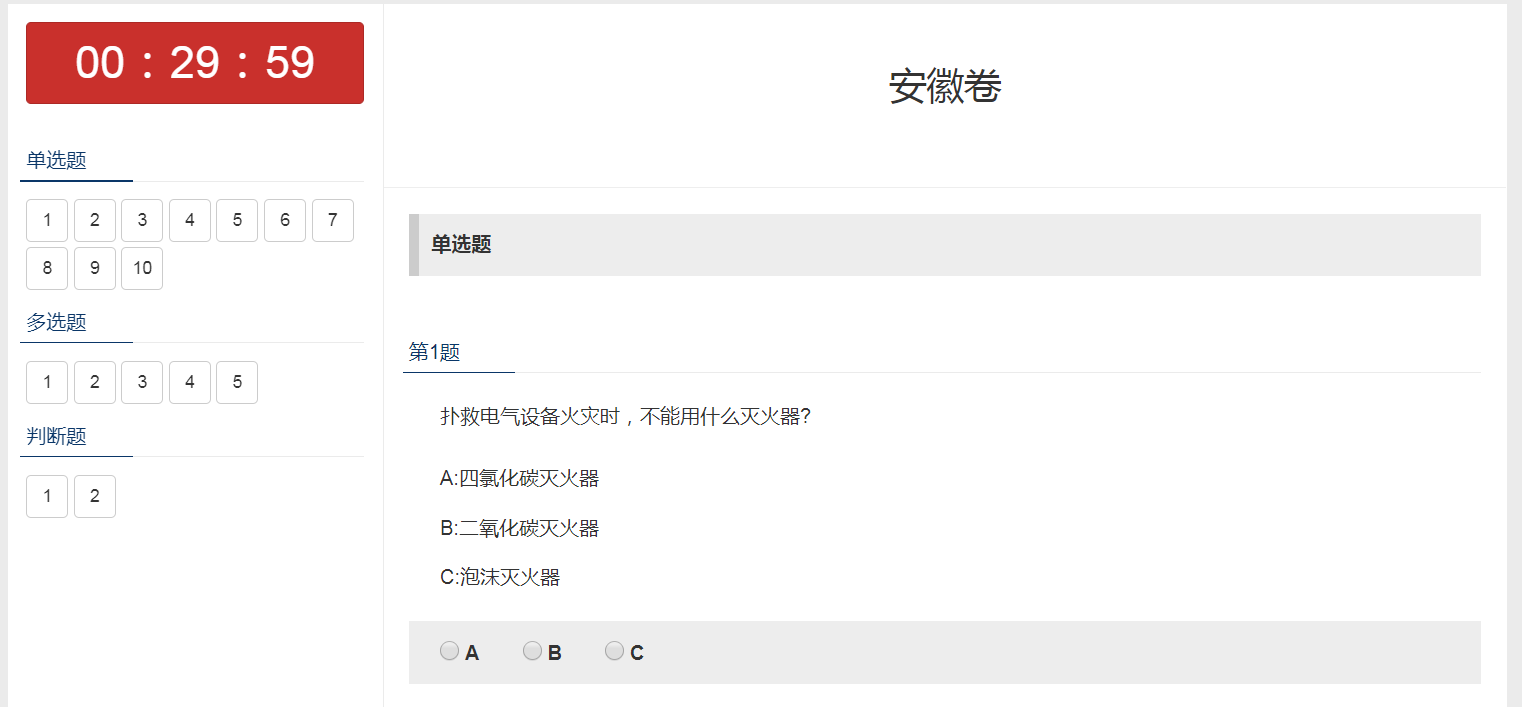 00 : 29 : 59
单选题
1 2 3 4 5 6 7
8 9 10
多选题
1 2 3 4 5
判断题
1 2
安徽卷
单选题
第1题
扑救电气设备火灾时，不能用什么灭火器?
A:四氯化碳灭火器
B:二氧化碳灭火器
C:泡沫灭火器
A B C